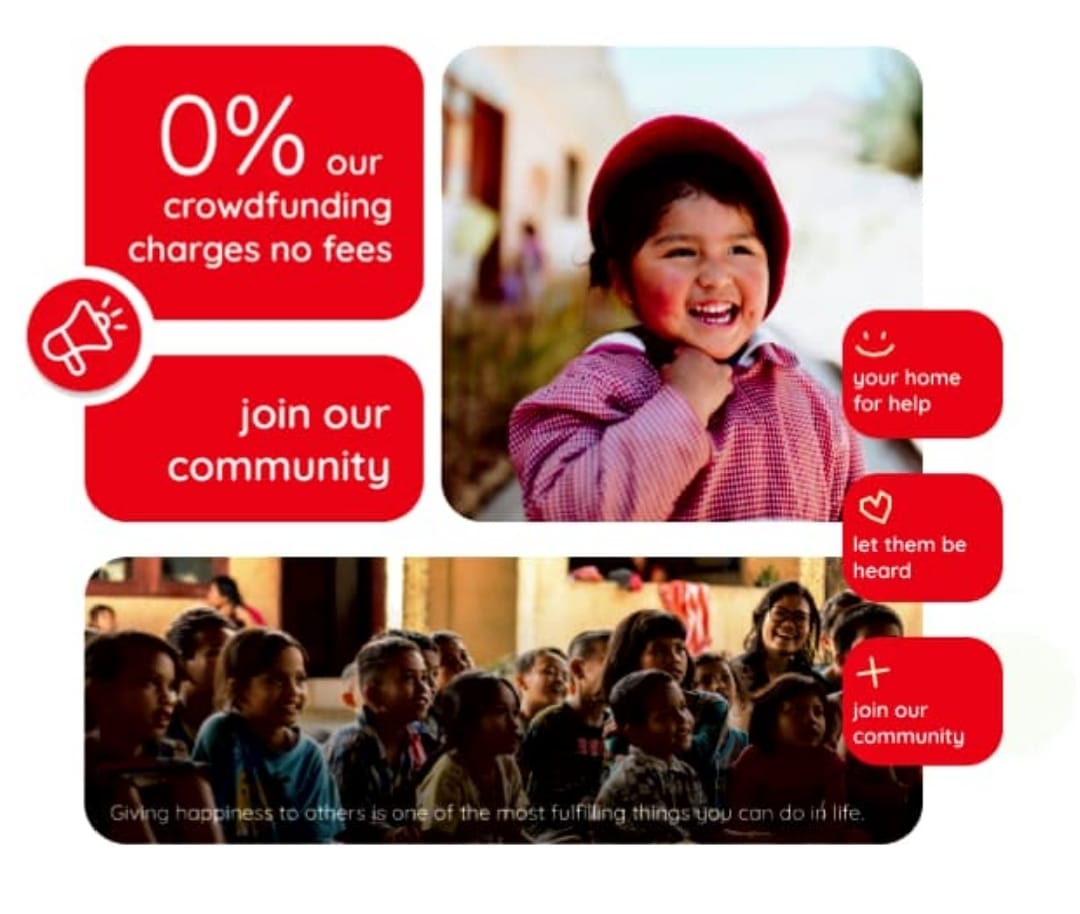 0% our
crowdfunding
charges no fees
join our
community
your home
for help
let them be
heard
join our
community
Giving happiness to others is one of the most fulfilling things you can do in life.